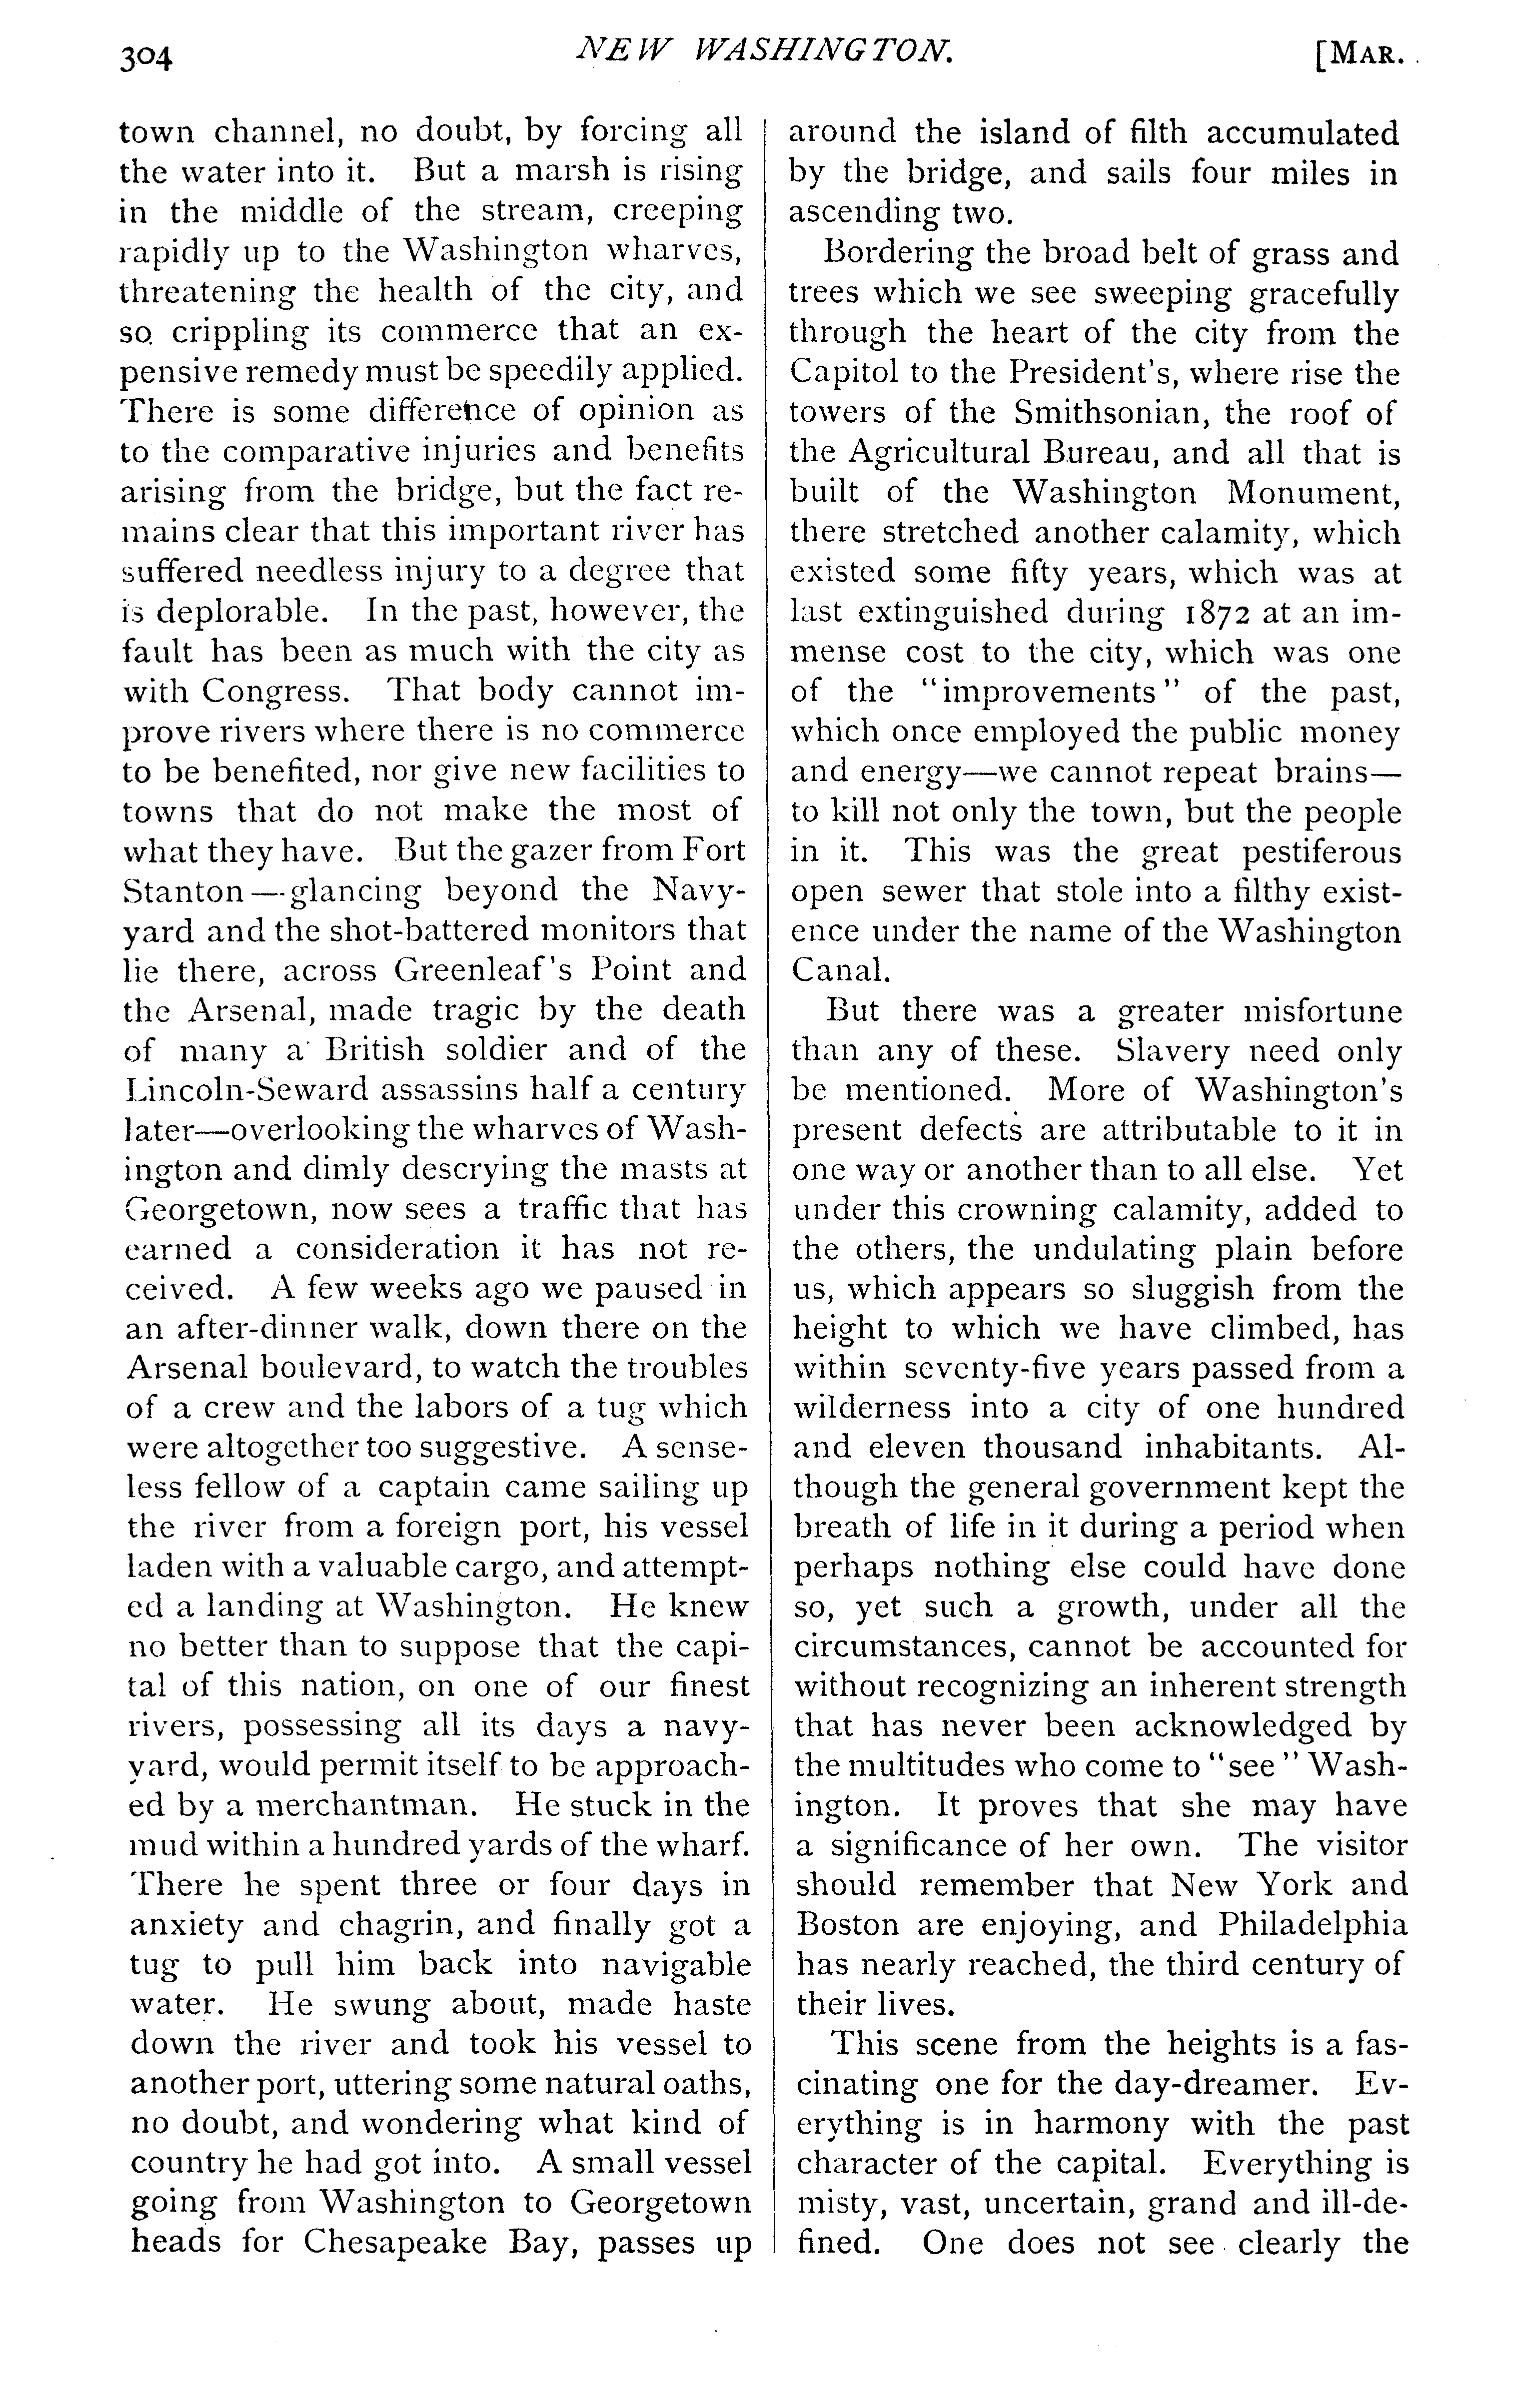 304
NEW WASHINGTON.
[MAR.
town channel, no doubt, by forcing all
the water into it. But a marsh is rising
in the middle of the stream, creeping
rapidly up to the Washington wharves,
threatening the health of the city, and
so crippling its commerce that an ex-
pensive remedy must be speedily applied.
There is some difference of opinion as
to the comparative injuries and benefits
arising from the bridge, but the fact re-
mains clear that this important river has
suffered needless injury to a degree that
is deplorable. In the past, however, the
fault has been as much with the city as
with Congress. That body cannot im-
prove rivers where there is no commerce
to be benefited, nor give new facilities to
towns that do not make the most of
what they have. But the gazer from Fort
Stanton—glancing beyond the Navy-
yard and the shot-battered monitors that
lie there, across Greenleaf's Point and
the Arsenal, made tragic by the death
of many a British soldier and of the
Lincoln-Seward assassins half a century
later—overlooking the wharves of Wash-
ington and dimly descrying the masts at
Georgetown, now sees a traffic that has
earned a consideration it has not re-
ceived. A few weeks ago we paused in
an after-dinner walk, down there on the
Arsenal boulevard, to watch the troubles
of a crew and the labors of a tug which
were altogether too suggestive. A sense-
less fellow of a captain came sailing up
the river from a foreign port, his vessel
laden with a valuable cargo, and attempt-
ed a landing at Washington. He knew
no better than to suppose that the capi-
tal of this nation, on one of our finest
rivers, possessing all its days a navy-
yard, would permit itself to be approach-
ed by a merchantman. He stuck in the
mud within a hundred yards of the wharf.
There he spent three or four days in
anxiety and chagrin, and finally got a
tug to pull him back into navigable
water. He swung about, made haste
down the river and took his vessel to
another port, uttering some natural oaths,
no doubt, and wondering what kind of
country he had got into. A small vessel
going from Washington to Georgetown
heads for Chesapeake Bay, passes up
around the island of filth accumulated
by the bridge, and sails four miles in
ascending two.
Bordering the broad belt of grass and
trees which we see sweeping gracefully
through the heart of the city from the
Capitol to the President's, where rise the
towers of the Smithsonian, the roof of
the Agricultural Bureau, and all that is
built of the Washington Monument,
there stretched another calamity, which
existed some fifty years, which was at
last extinguished during 1872 at an im-
mense cost to the city, which was one
of the "improvements" of the past,
which once employed the public money
and energy—we cannot repeat brains—
to kill not only the town, but the people
in it. This was the great pestiferous
open sewer that stole into a filthy exist-
ence under the name of the Washington
Canal.
But there was a greater misfortune
than any of these. Slavery need only
be mentioned. More of Washington's
present defects are attributable to it in
one way or another than to all else. Yet
under this crowning calamity, added to
the others, the undulating plain before
us, which appears so sluggish from the
height to which we have climbed, has
within seventy-five years passed from a
wilderness into a city of one hundred
and eleven thousand inhabitants. Al-
though the general government kept the
breath of life in it during a period when
perhaps nothing else could have done
so, yet such a growth, under all the
circumstances, cannot be accounted for
without recognizing an inherent strength
that has never been acknowledged by
the multitudes who come to "see" Wash-
ington. It proves that she may have
a significance of her own. The visitor
should remember that New York and
Boston are enjoying, and Philadelphia
has nearly reached, the third century of
their lives.
This scene from the heights is a fas-
cinating one for the day-dreamer. Ev-
erything is in harmony with the past
character of the capital. Everything is
misty, vast, uncertain, grand and ill-de-
fined. One does not see clearly the